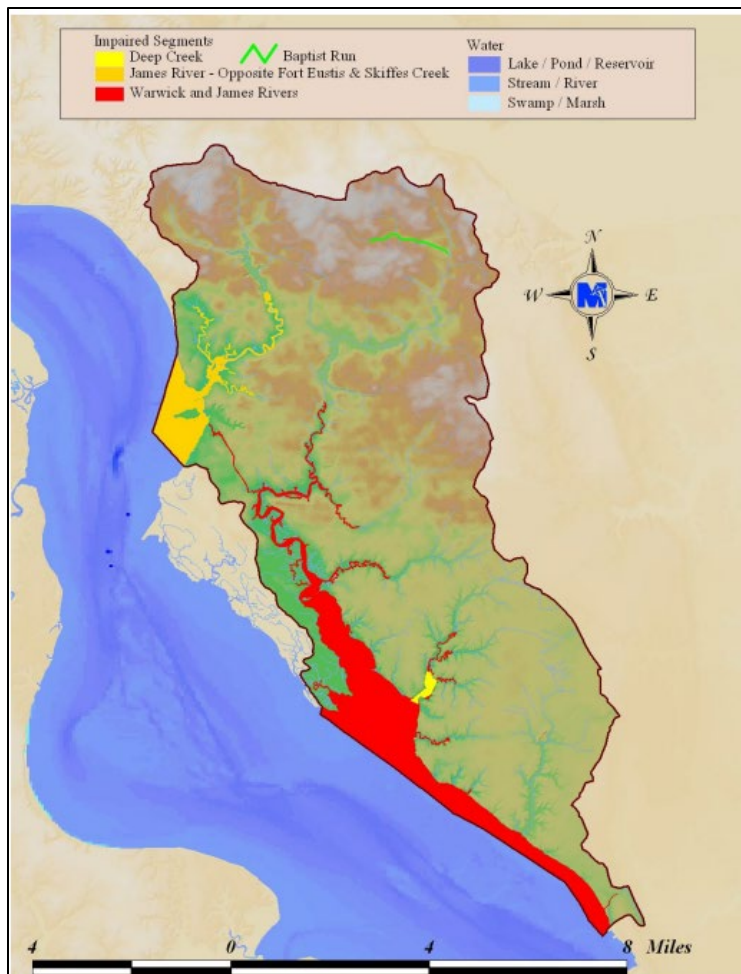 Impaired Segments
Deep Creek
Baptist Run
James River - Opposite Fort Eustis & Skiffes Creek
Warwick and James Rivers
Water
Lake / Pond / Reservoir
Stream / River
Swamp / Marsh
N
W
M
E
S
4 0 4 8 Miles